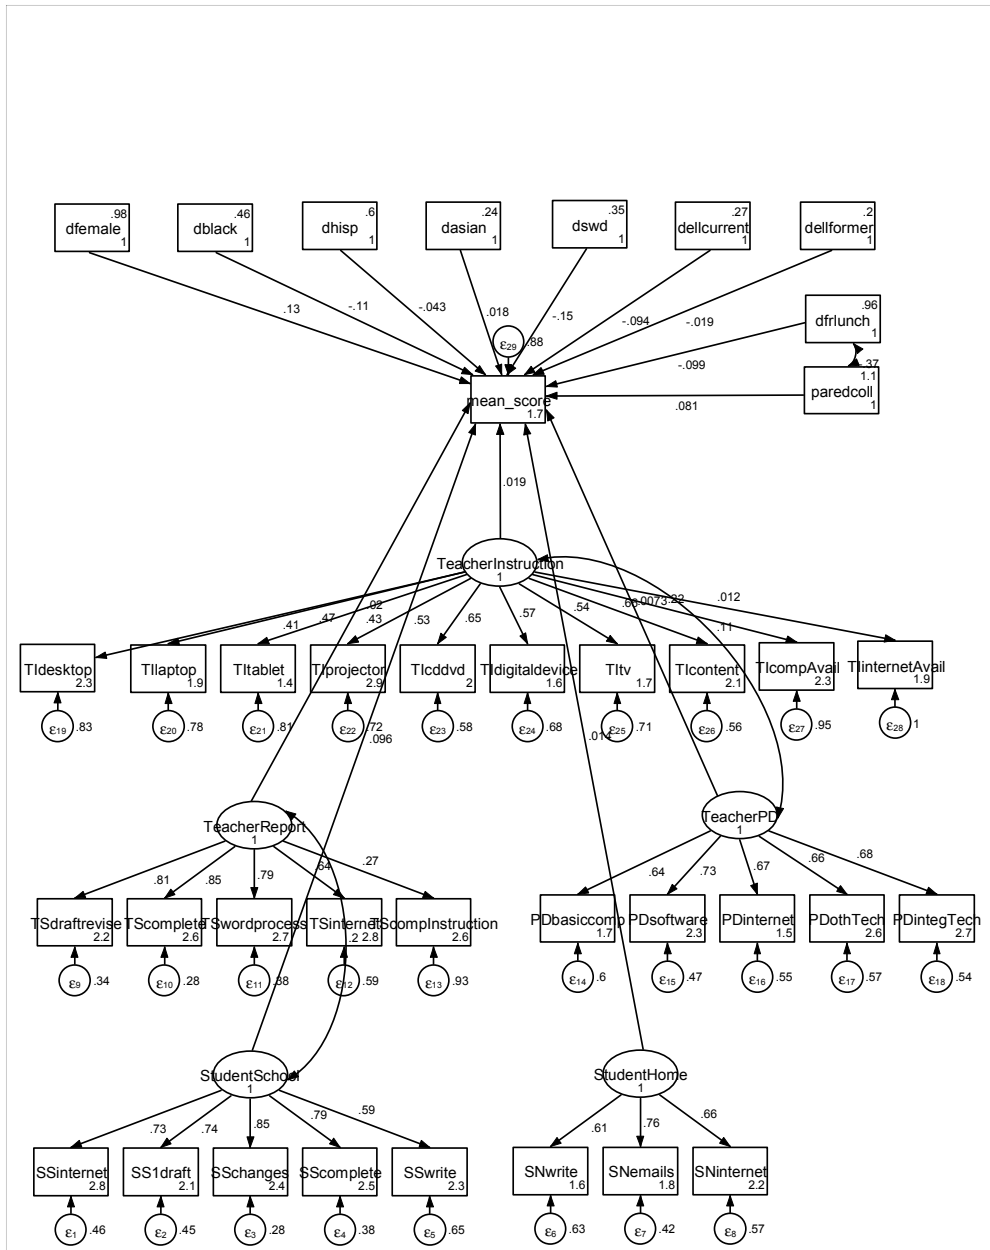 .98 .46 .6 .24 .35 .27 .2
dfemale dblack dhisp dasian dswd dellcurrent dellformer
1 1 1 1 1 1 1
.13 -.11 -.043 .018 -.15 -.094 -.019
.96
dfrlunch
1
ε29 .88
-.099
-.37
1.1
paredcoll
1
mean_score
1.7
.081
.019
TeacherInstruction
1
.02 .47 .0073 .22 .012
.41 .43 .53 .65 .57 .54 .11
TIdesktop TIlaptop TItablet TIprojector TIcddvd TIdigitaldevice TItv TIcontent TIcompAvail TIinternetAvail
2.3 1.9 1.4 2.9 2 1.6 1.7 2.1 2.3 1.9
ε19 .83 ε20 .78 ε21 .81 ε22 .72 ε23 .58 ε24 .68 ε25 .71 ε26 .56 ε27 .95 ε28 1
.096 .014
TeacherReport TeacherPD
1 1
.81 .85 .79 .64 .27 .64 .73 .67 .66 .68
TSdraftrevise TScomplete TSwordprocess TSinternet TScompInstruction PDbasiccomp PDsoftware PDinternet PDothTech PDintegTech
2.2 2.6 2.7 .2 2.8 2.6 1.7 2.3 1.5 2.6 2.7
ε9 .34 ε10 .28 ε11 .38 ε12 .59 ε13 .93 ε14 .6 ε15 .47 ε16 .55 ε17 .57 ε18 .54
StudentSchool StudentHome
1 1
.73 .74 .85 .79 .59 .61 .76 .66
SSinternet SS1draft SSchanges SScomplete SSwrite SNwrite SNemails SNinternet
2.8 2.1 2.4 2.5 2.3 1.6 1.8 2.2
ε1 .46 ε2 .45 ε3 .28 ε4 .38 ε5 .65 ε6 .63 ε7 .42 ε8 .57